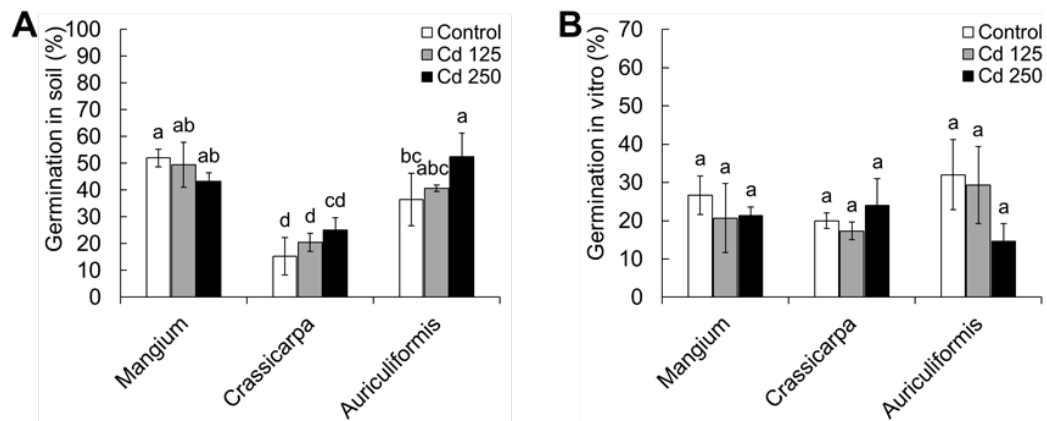 A
Germination in soil (%)
100
90
80
70
60
50
40
30
20
10
0
Control
Cd 125
Cd 250
a
ab
ab
d
d
cd
bc
abc
a
Mangium
Crassicarpa
Auriculiformis
B
Germination in vitro (%)
70
60
50
40
30
20
10
0
Control
Cd 125
Cd 250
a
a
a
a
a
a
a
a
a
Mangium
Crassicarpa
Auriculiformis